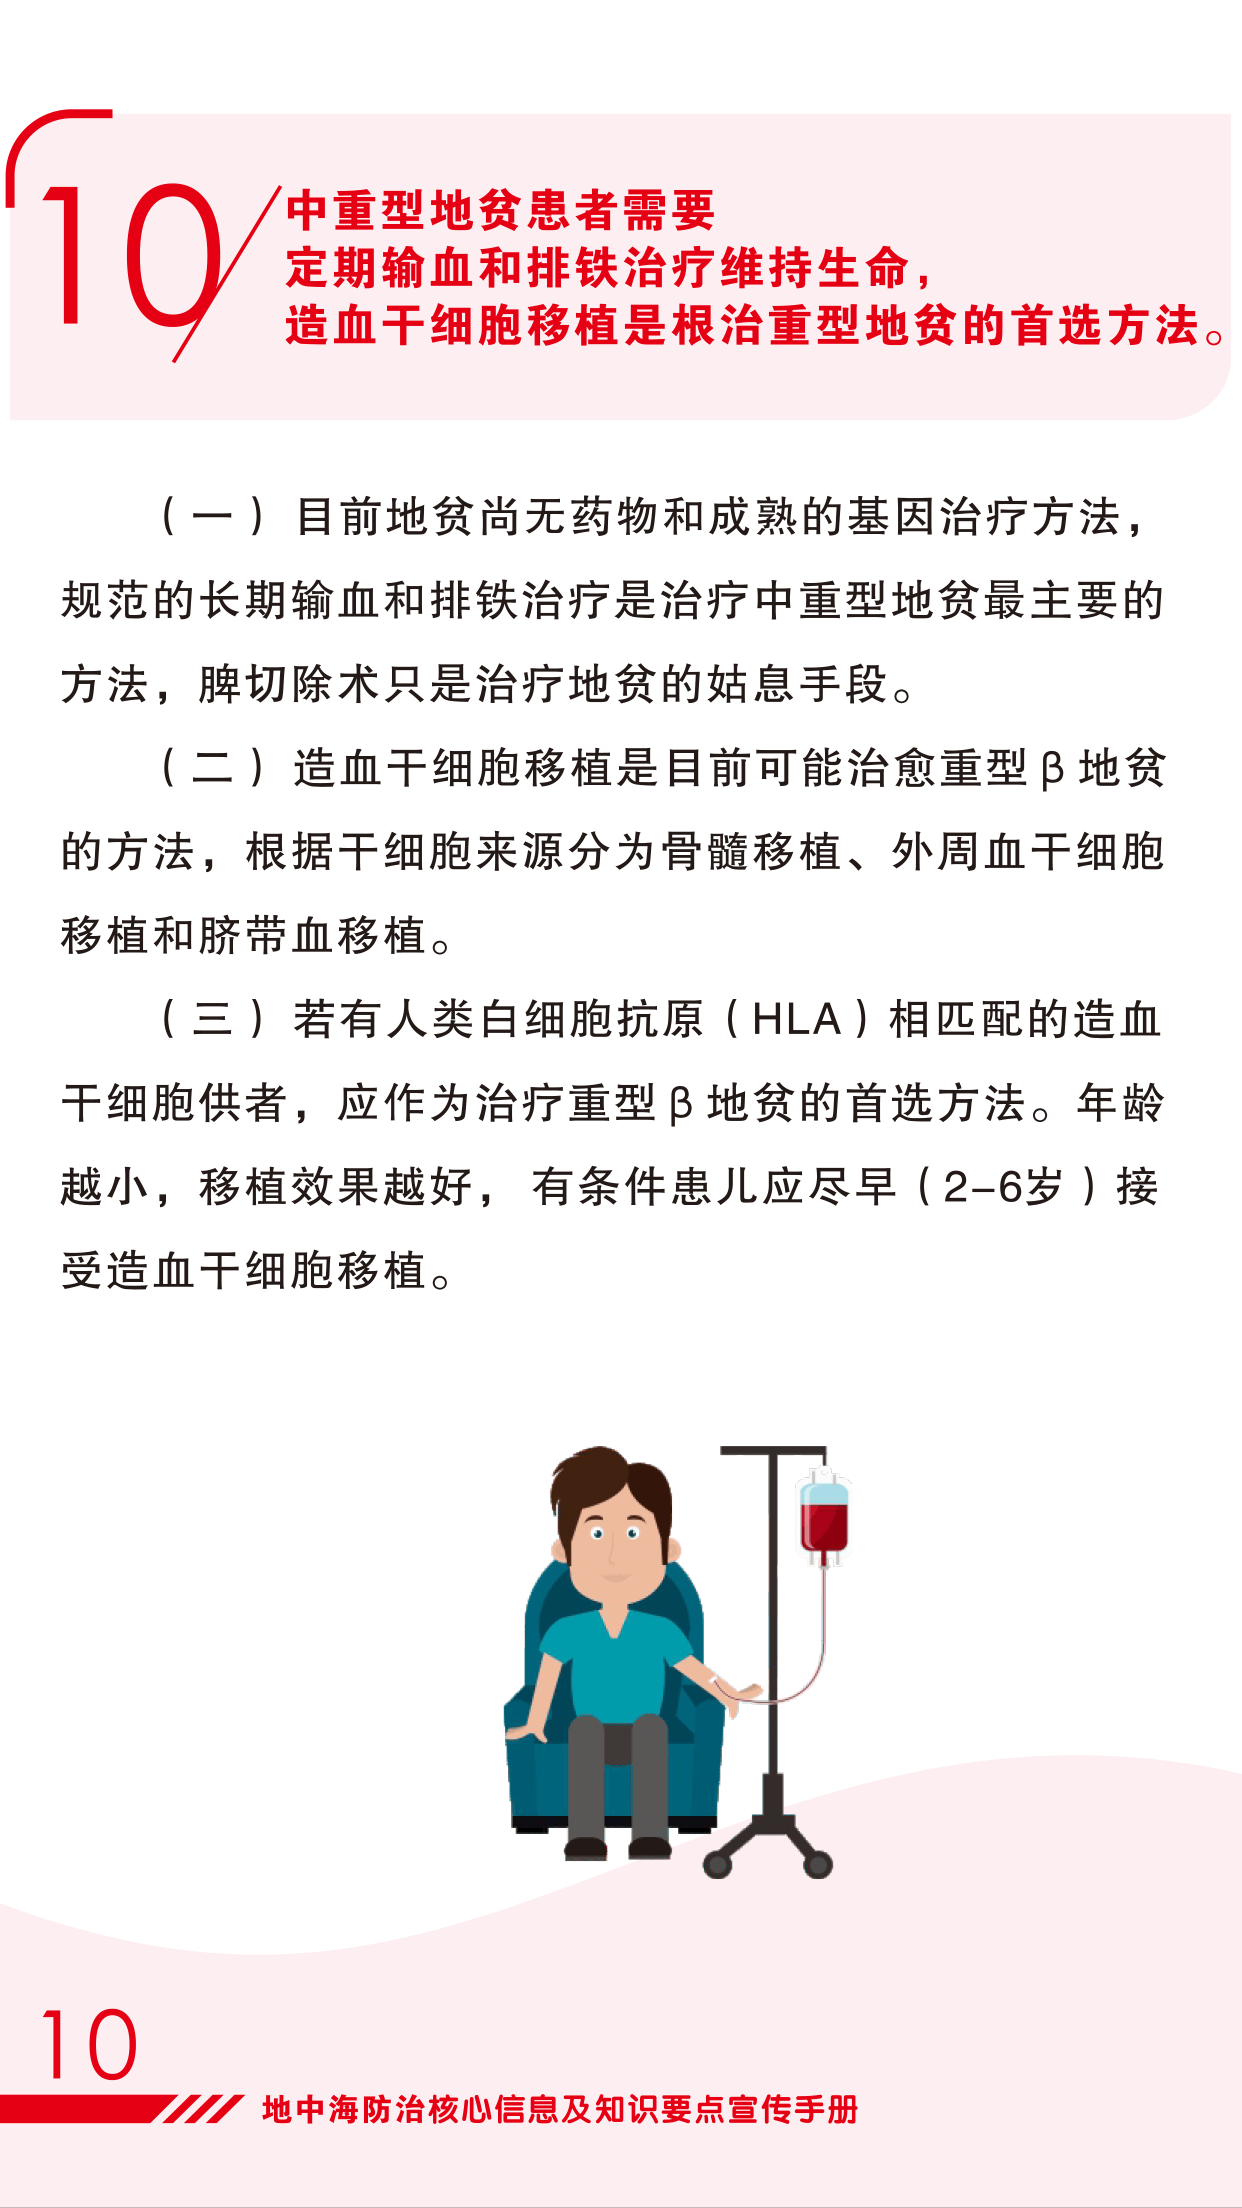 10
中重型地贫患者需要
定期输血和排铁治疗维持生命，
造血干细胞移植是根治重型地贫的首选方法。
（一） 目前地贫尚无药物和成熟的基因治疗方法，
规范的长期输血和排铁治疗是治疗中重型地贫最主要的
方法，脾切除术只是治疗地贫的姑息手段。
（二） 造血干细胞移植是目前可能治愈重型 β 地贫
的方法，根据干细胞来源分为骨髓移植、外周血干细胞
移植和脐带血移植。
（三） 若有人类白细胞抗原（HLA）相匹配的造血
干细胞供者，应作为治疗重型 β 地贫的首选方法。年龄
越小，移植效果越好， 有条件患儿应尽早（2–6岁）接
受造血干细胞移植。
10
地中海防治核心信息及知识要点宣传手册